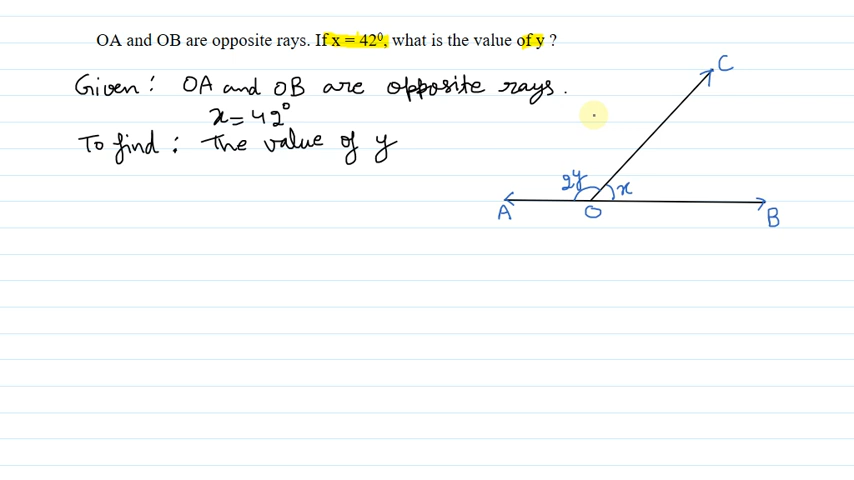 OA and OB are opposite rays. If x = 42⁰, what is the value of y ?
Given : OA and OB are opposite rays.
x = 42°
To find : The value of y
C
2y
x
A
O
B